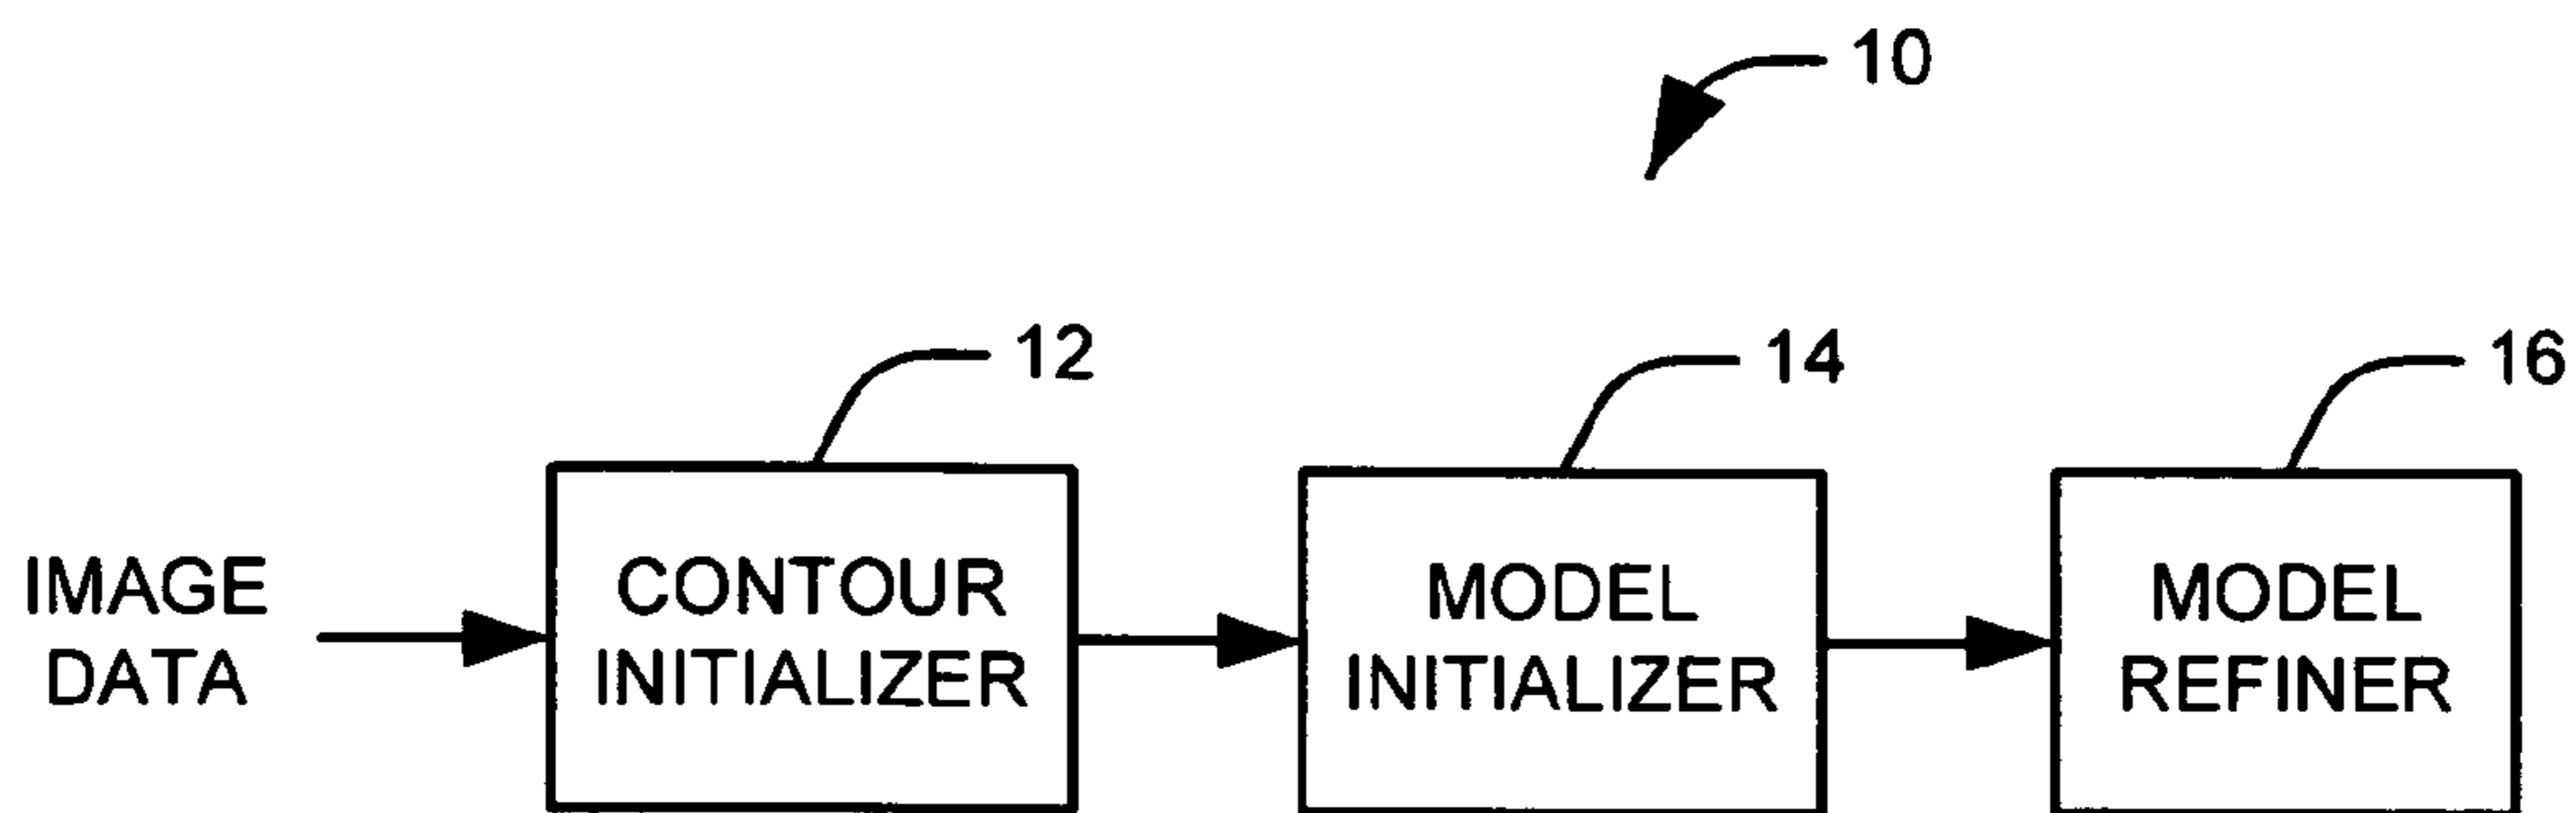 10
12
14
16
IMAGE
DATA
CONTOUR
INITIALIZER
MODEL
INITIALIZER
MODEL
REFINER